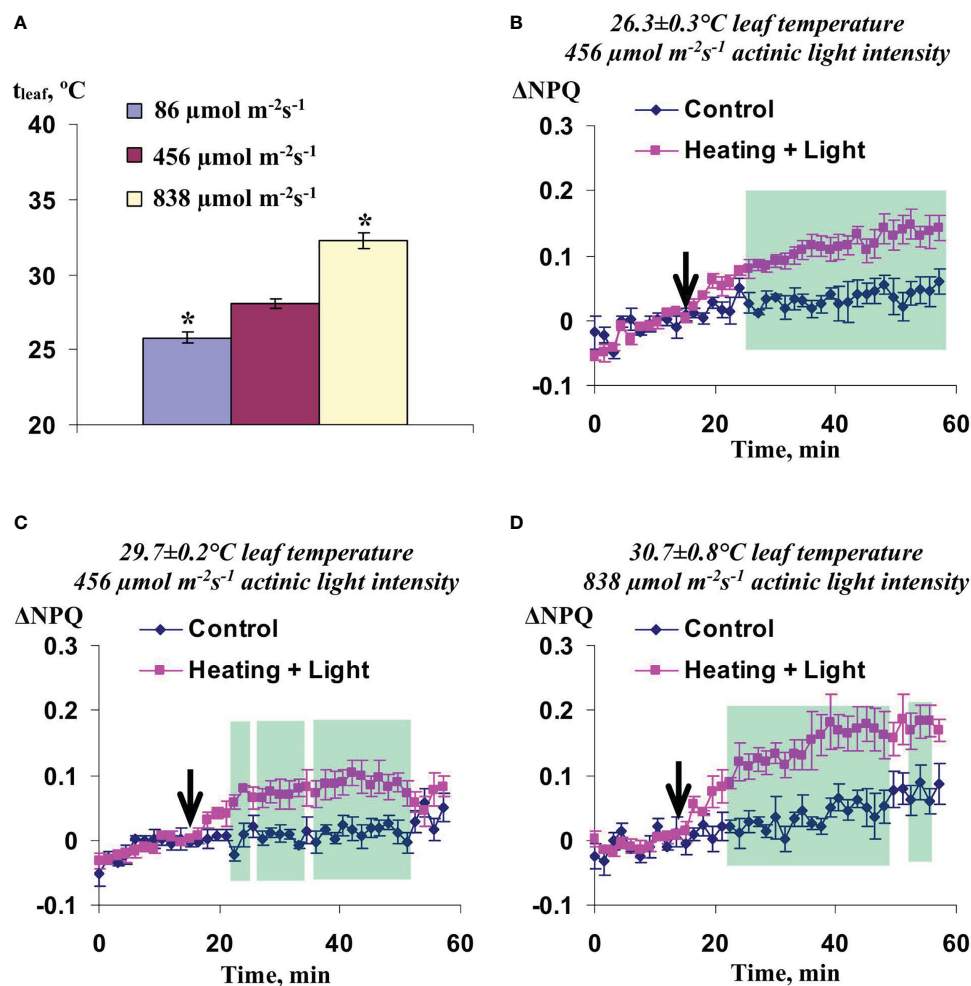 A
t_leaf, °C
40
35
30
25
20
86 µmol m⁻²s⁻¹
456 µmol m⁻²s⁻¹
838 µmol m⁻²s⁻¹
*
*
B
26.3±0.3°C leaf temperature
456 µmol m⁻²s⁻¹ actinic light intensity
ΔNPQ
Control
Heating + Light
0.3
0.2
0.1
0
-0.1
0 20 40 60
Time, min
C
29.7±0.2°C leaf temperature
456 µmol m⁻²s⁻¹ actinic light intensity
ΔNPQ
Control
Heating + Light
0.3
0.2
0.1
0
-0.1
0 20 40 60
Time, min
D
30.7±0.8°C leaf temperature
838 µmol m⁻²s⁻¹ actinic light intensity
ΔNPQ
Control
Heating + Light
0.3
0.2
0.1
0
-0.1
0 20 40 60
Time, min